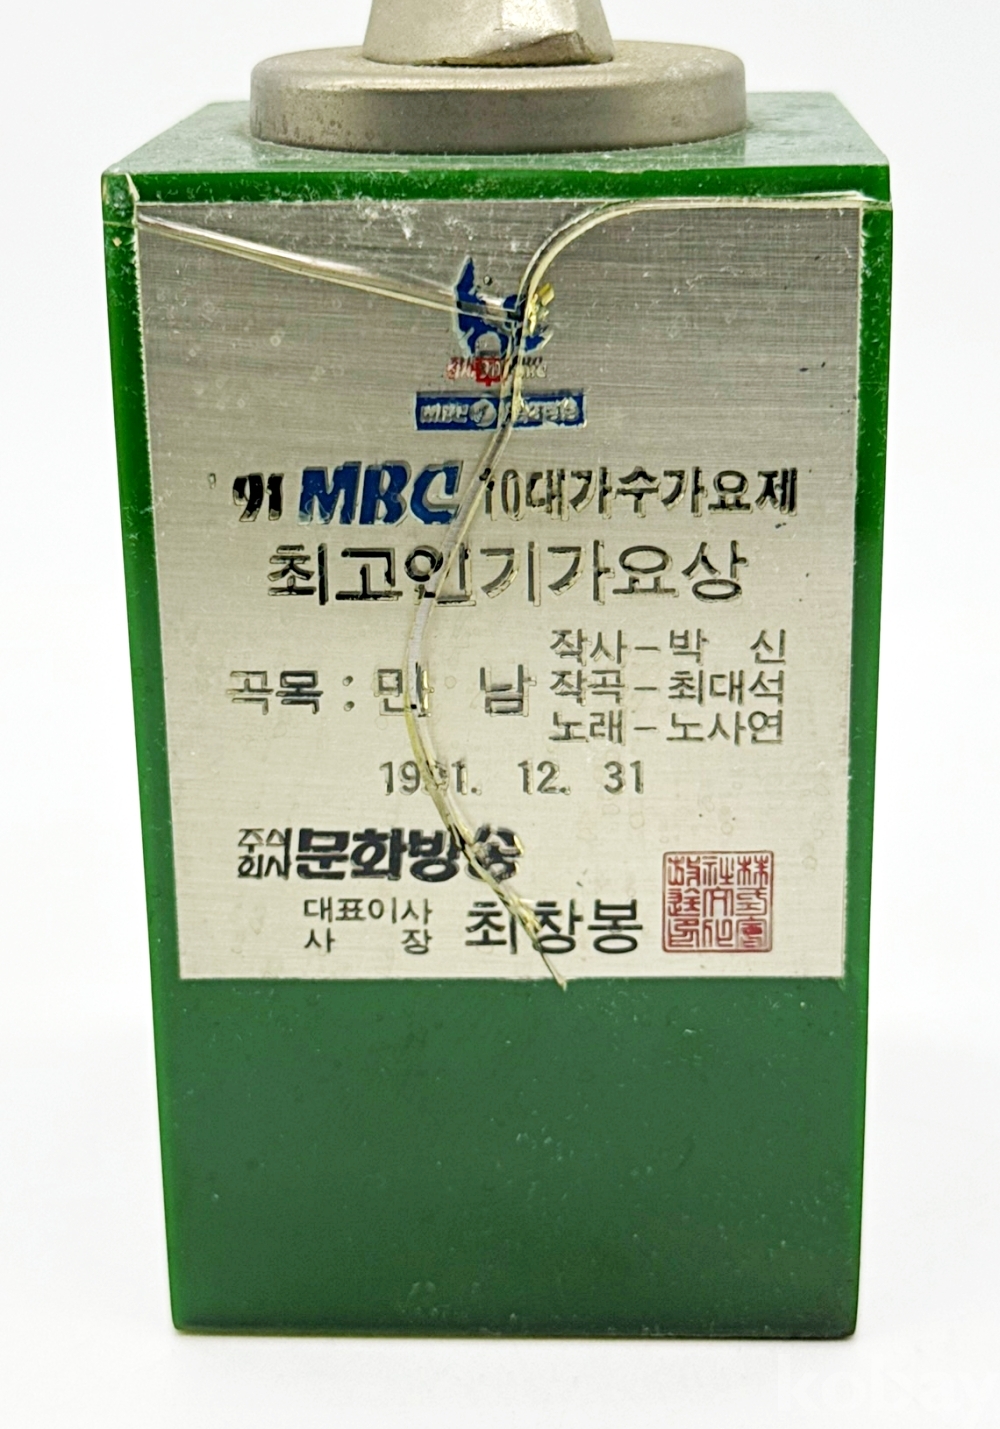 '91 MBC 10대가수가요제
최고인기가요상
곡목 : 만 남
작사 – 박 신
작곡 – 최대석
노래 – 노사연
1991. 12. 31
주식회사 문화방송
대표이사 사장 최창봉
kobay